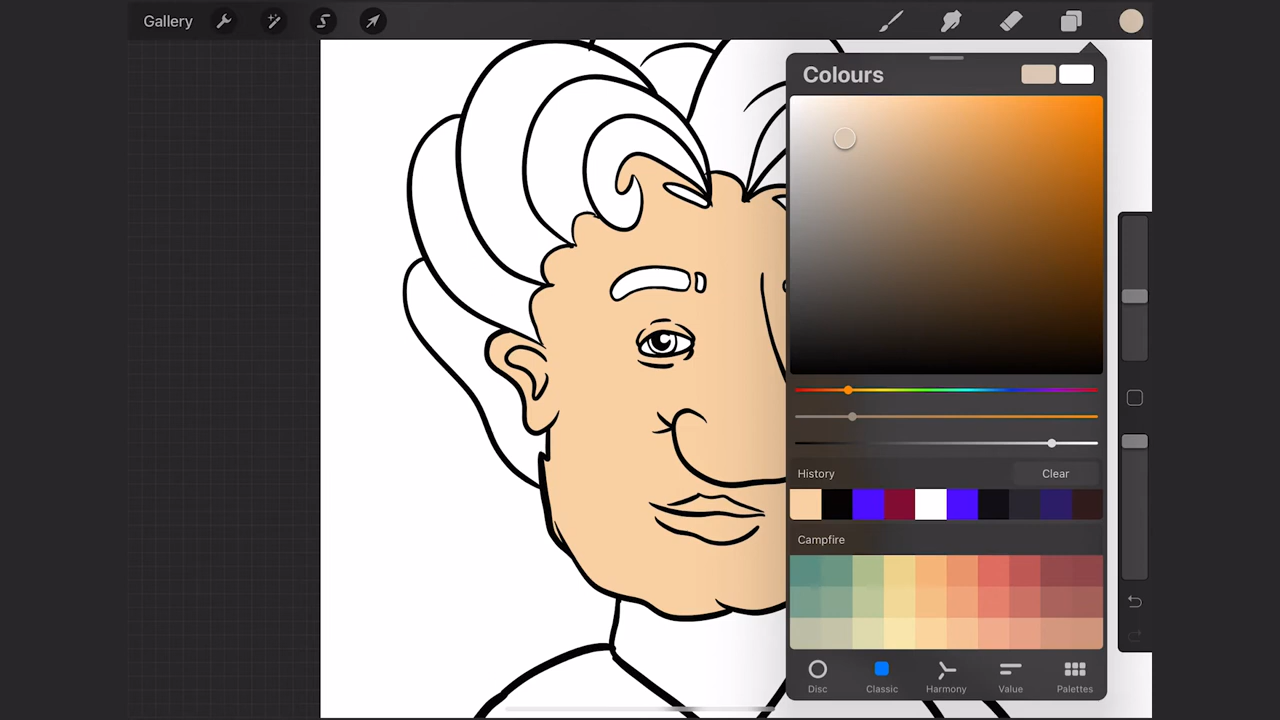 Gallery
Colours
History
Clear
Campfire
Disc
Classic
Harmony
Value
Palettes